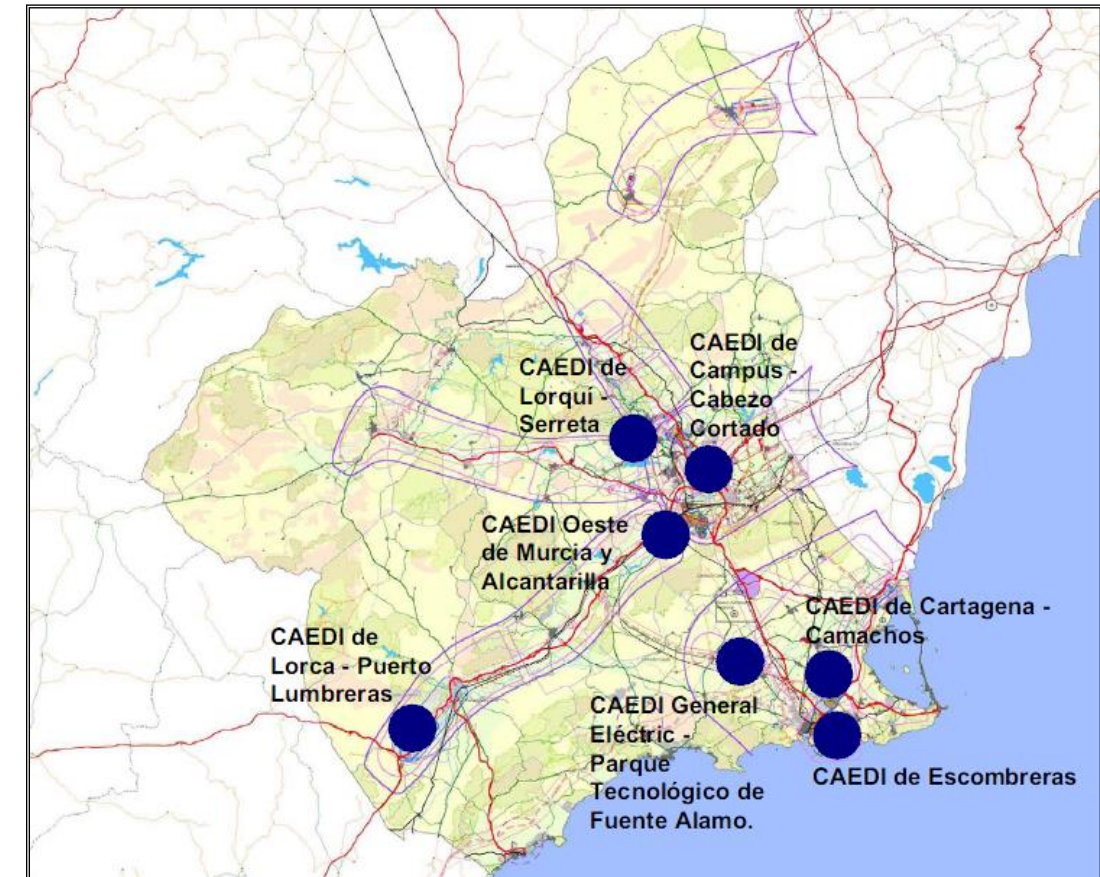 CAEDI de
Campus -
Cabezo
Cortado
CAEDI de
Lorquí -
Serreta
CAEDI Oeste
de Murcia y
Alcantarilla
CAEDI de Cartagena -
Camachos
CAEDI de
Lorca - Puerto
Lumbreras
CAEDI General
Eléctric -
Parque
Tecnológico de
Fuente Alamo.
CAEDI de Escombreras